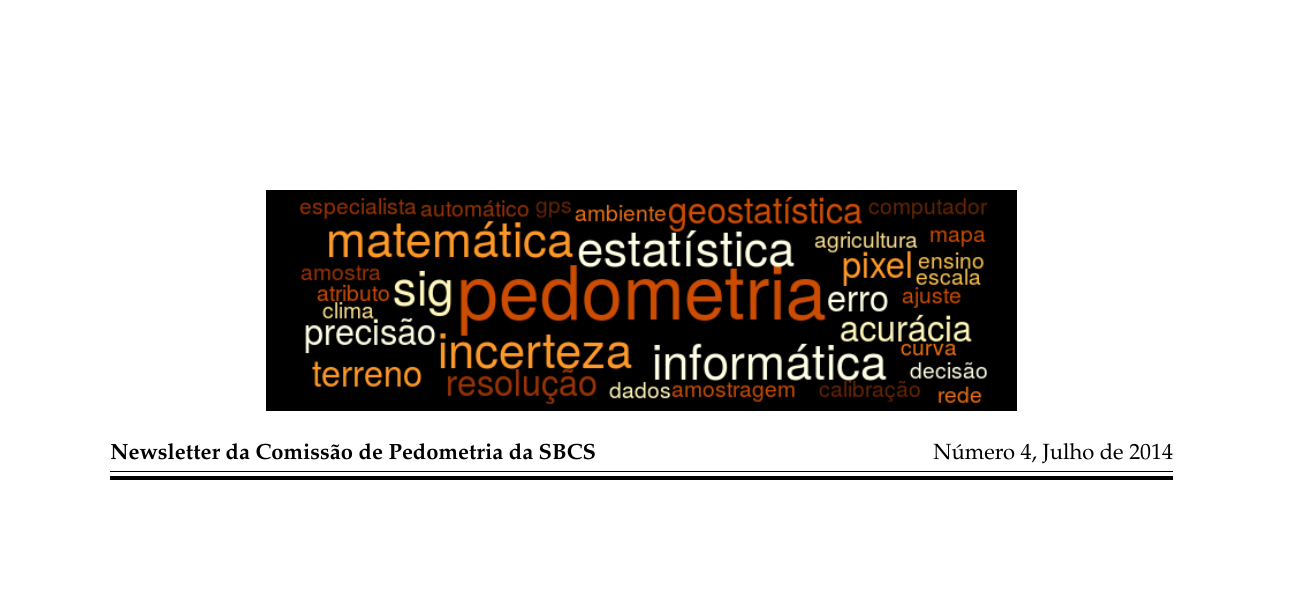 especialista automático gps ambiente geostatística computador
matemática estatística agricultura mapa
amostra pixel ensino
atributo sig pedometria escala
clima erro ajuste
precisão acurácia
incerteza informática curva
terreno resolução decisão
dados amostragem calibração rede
Newsletter da Comissão de Pedometria da SBCS Número 4, Julho de 2014